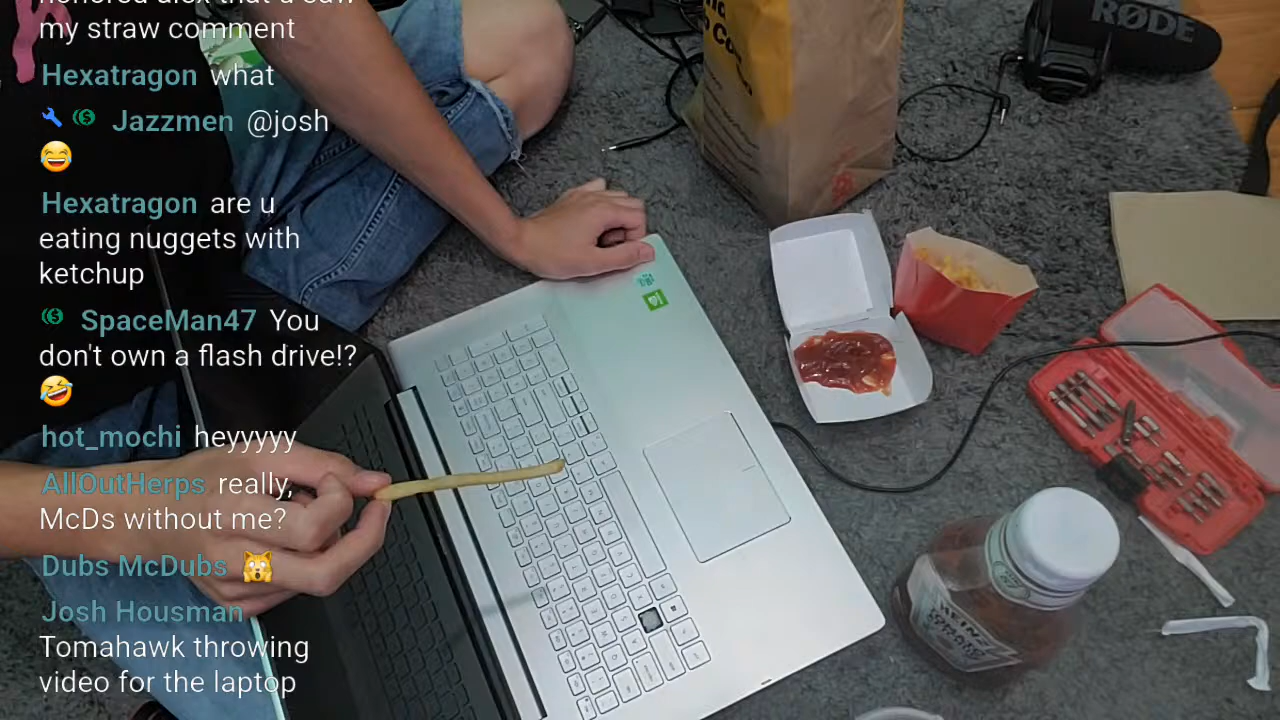 my straw comment
Hexatragon what
Jazzmen @josh
😂
Hexatragon are u
eating nuggets with
ketchup
SpaceMan47 You
don't own a flash drive!?
🤣
hot_mochi heyyyyy
AllOutHerps really,
McDs without me?
Dubs McDubs 🙀
Josh Housman
Tomahawk throwing
video for the laptop
RØDE
HEINZ